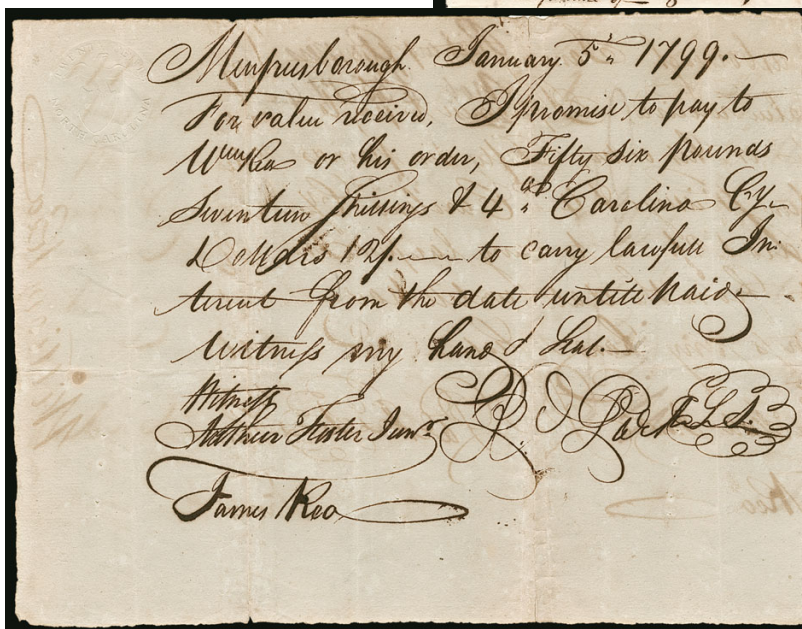 Murfreesborough January 5th 1799.
For value received, I promise to pay to
Wm Rea or his order, Fifty six pounds
Seventeen Shillings & 4d Carolina Cy
Dollars 12/. to carry lawfull In
terest from the date untill paid
Witness my hand & Seal.
Witness
Arthur Foster Junr
James Rea